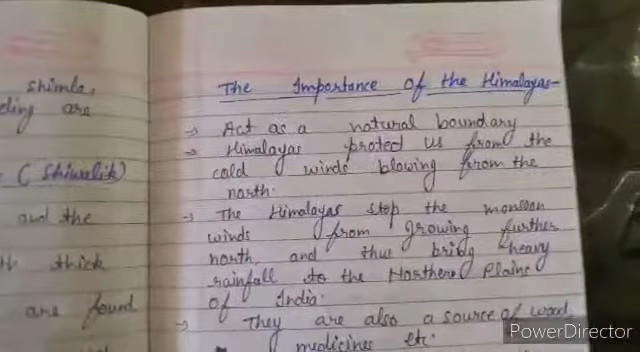 shimla,
ding are
( Shiwalik)
and the
th thick
are found
The Importance of the Himalayas-
→ Act as a natural boundary
→ Himalayas protect us from the
cold winds blowing from the
north.
→ The Himalayas stop the monsoon
winds from growing further
north, and thus bribg heavy
rainfall to the Northern Plains
of India.
→ They are also a source of wood,
medicines etc.
PowerDirector